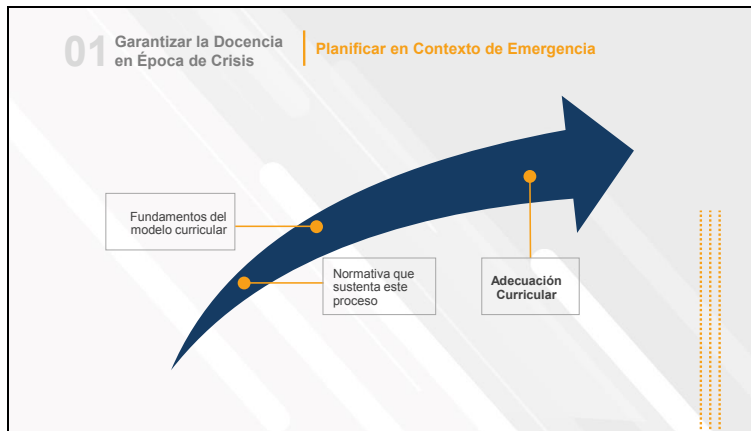 01
Garantizar la Docencia
en Época de Crisis
Planificar en Contexto de Emergencia
Fundamentos del
modelo curricular
Normativa que
sustenta este
proceso
Adecuación
Curricular